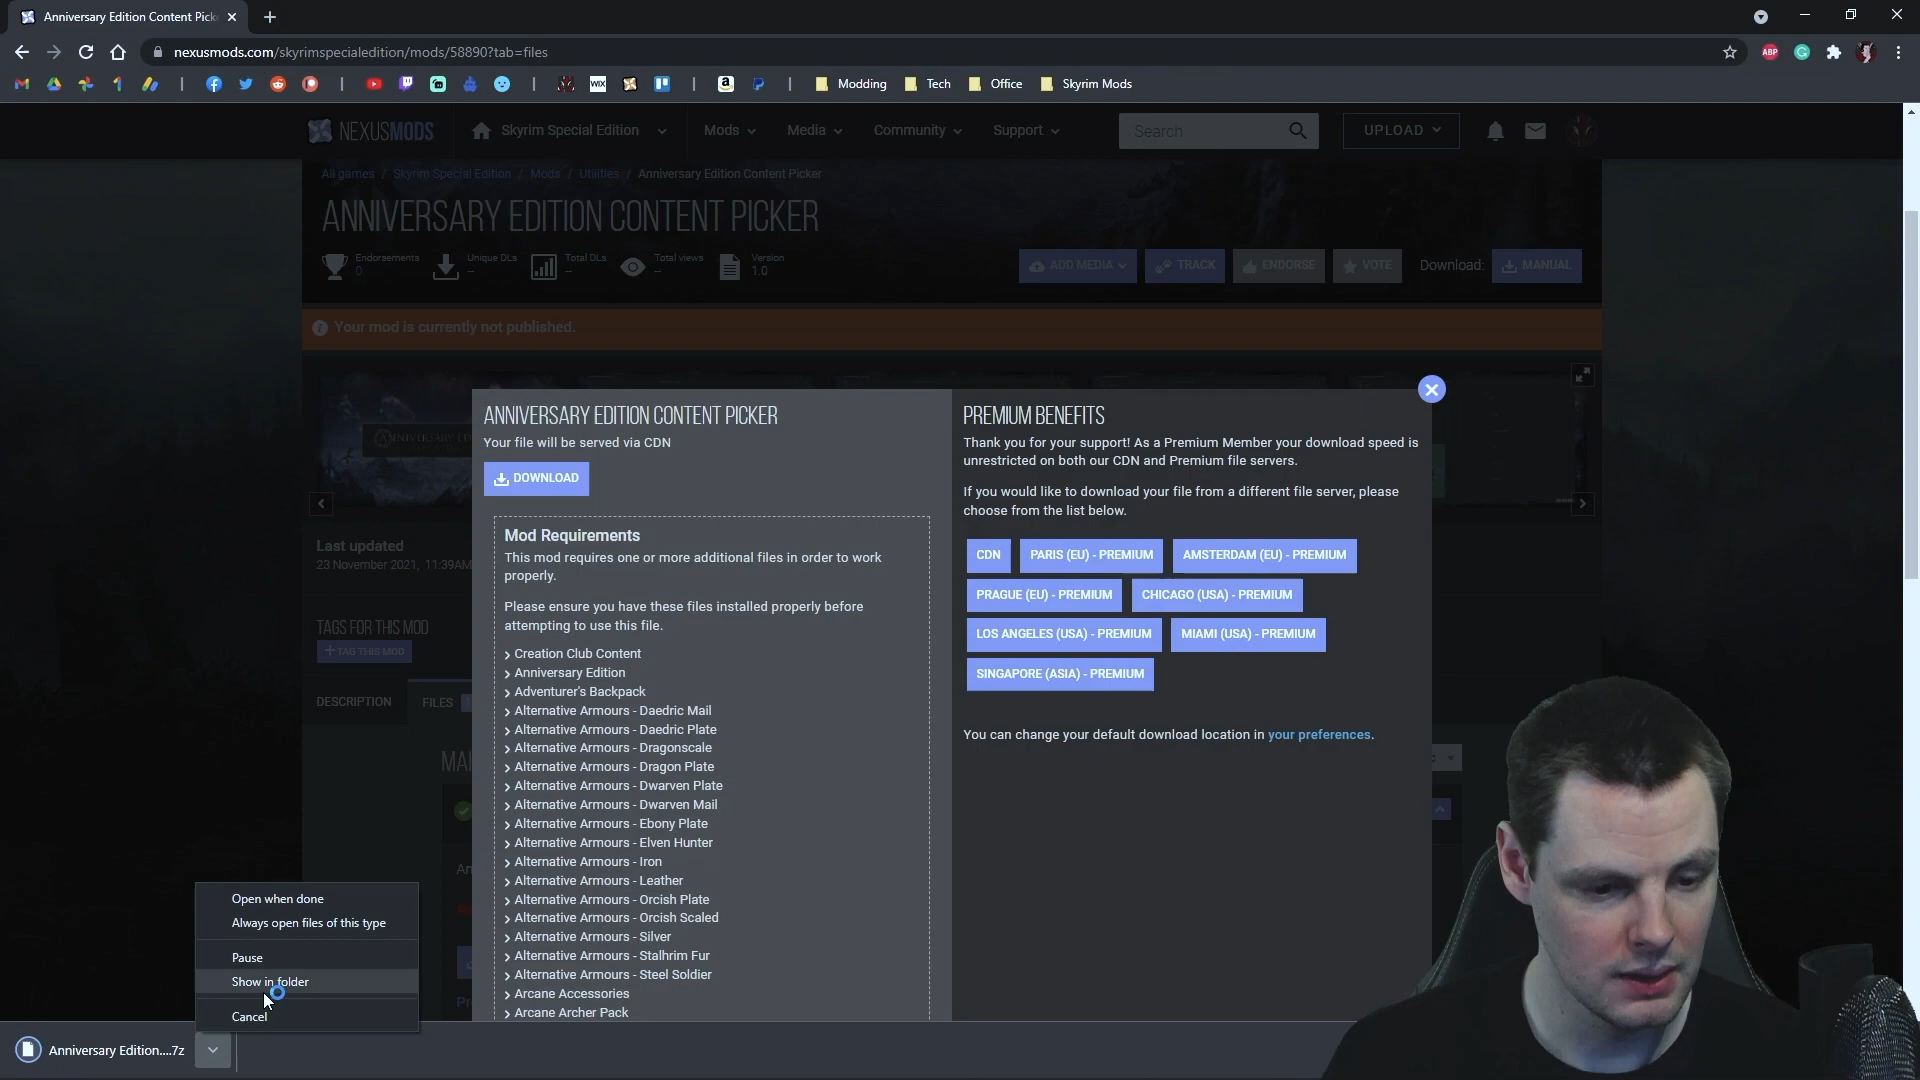 Anniversary Edition Content Pick
nexusmods.com/skyrimspecialedition/mods/58890?tab=files
ABP
WIX
Modding
Tech
Office
Skyrim Mods
NEXUSMODS
Skyrim Special Edition
Mods
Media
Community
Support
Search
UPLOAD
All games / Skyrim Special Edition / Mods / Utilities / Anniversary Edition Content Picker
ANNIVERSARY EDITION CONTENT PICKER
Endorsements
0
Unique DLs
--
Total DLs
--
Total views
--
Version
1.0
ADD MEDIA
TRACK
ENDORSE
VOTE
Download:
MANUAL
Your mod is currently not published.
ANNIVERSARY EDITION CONTENT PICKER
Your file will be served via CDN
DOWNLOAD
Mod Requirements
This mod requires one or more additional files in order to work
properly.
Please ensure you have these files installed properly before
attempting to use this file.
Creation Club Content
Anniversary Edition
Adventurer's Backpack
Alternative Armours - Daedric Mail
Alternative Armours - Daedric Plate
Alternative Armours - Dragonscale
Alternative Armours - Dragon Plate
Alternative Armours - Dwarven Plate
Alternative Armours - Dwarven Mail
Alternative Armours - Ebony Plate
Alternative Armours - Elven Hunter
Alternative Armours - Iron
Alternative Armours - Leather
Alternative Armours - Orcish Plate
Alternative Armours - Orcish Scaled
Alternative Armours - Silver
Alternative Armours - Stalhrim Fur
Alternative Armours - Steel Soldier
Arcane Accessories
Arcane Archer Pack
PREMIUM BENEFITS
Thank you for your support! As a Premium Member your download speed is
unrestricted on both our CDN and Premium file servers.
If you would like to download your file from a different file server, please
choose from the list below.
CDN
PARIS (EU) - PREMIUM
AMSTERDAM (EU) - PREMIUM
PRAGUE (EU) - PREMIUM
CHICAGO (USA) - PREMIUM
LOS ANGELES (USA) - PREMIUM
MIAMI (USA) - PREMIUM
SINGAPORE (ASIA) - PREMIUM
You can change your default download location in your preferences.
Last updated
23 November 2021, 11:39AM
TAGS FOR THIS MOD
+ TAG THIS MOD
DESCRIPTION
FILES
MAI
An
Open when done
Always open files of this type
Pause
Show in folder
Cancel
Anniversary Edition....7z